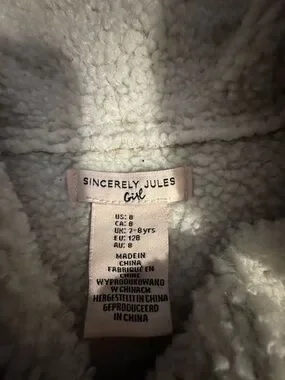 SINCERELY JULES
Girl
US: 8
CA: 8
UK: 7-8yrs
EU: 128
AU: 8
MADE IN
CHINA
FABRIQUÉ EN
CHINE
WYPRODUKOWANO
W CHINACH
HERGESTELLT IN CHINA
GEPRODUCEERD
IN CHINA